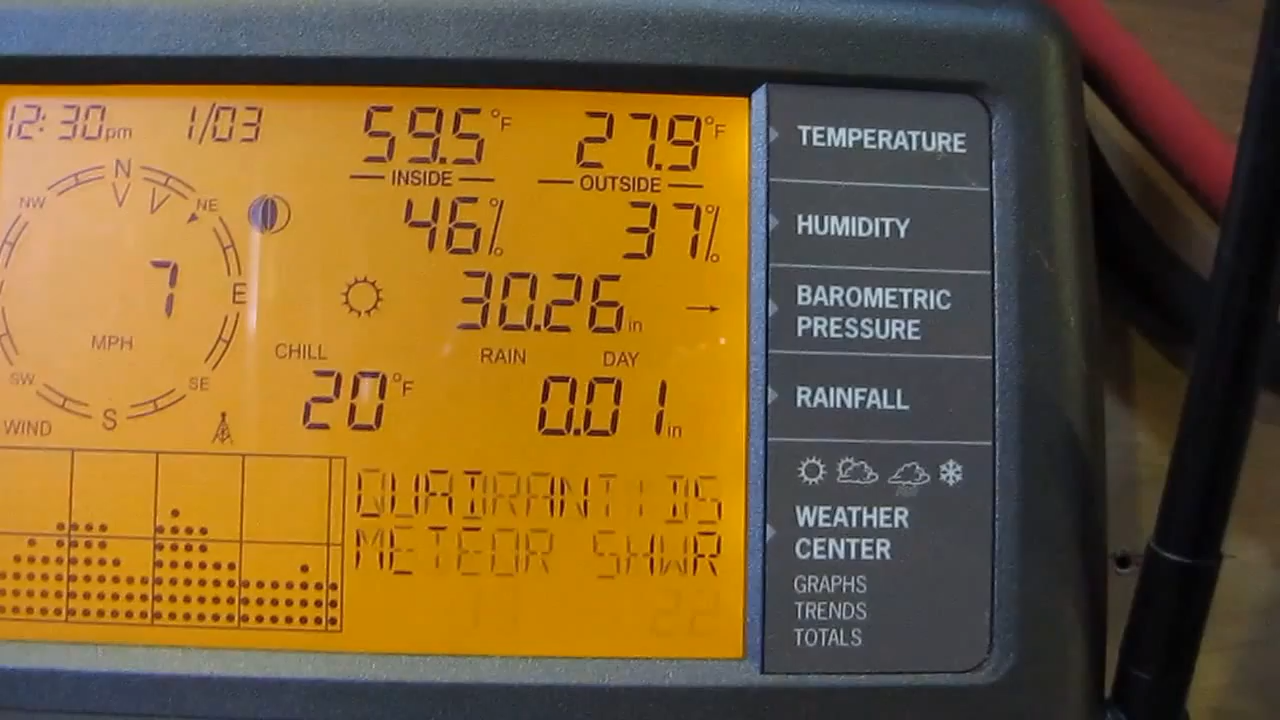 12:30pm 1/03 59.5°F 27.9°F TEMPERATURE
INSIDE OUTSIDE
N
NW NE
46% 37% HUMIDITY
7 E 30.26in BAROMETRIC
PRESSURE
MPH CHILL RAIN DAY
SW SE
20°F 0.01in RAINFALL
S
WIND
QUADRANTIDS
METEOR SHWR
WEATHER
CENTER
GRAPHS
TRENDS
TOTALS